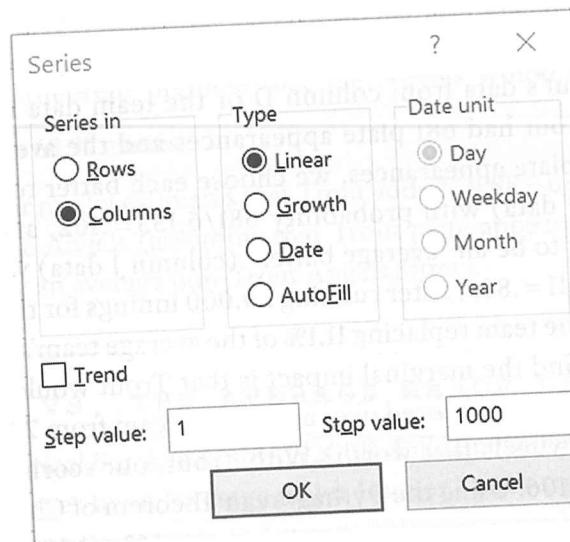 Series ? ×
Series in
Rows
Columns
Type
Linear
Growth
Date
AutoFill
Date unit
Day
Weekday
Month
Year
Trend
Step value: 1
Stop value: 1000
OK
Cancel